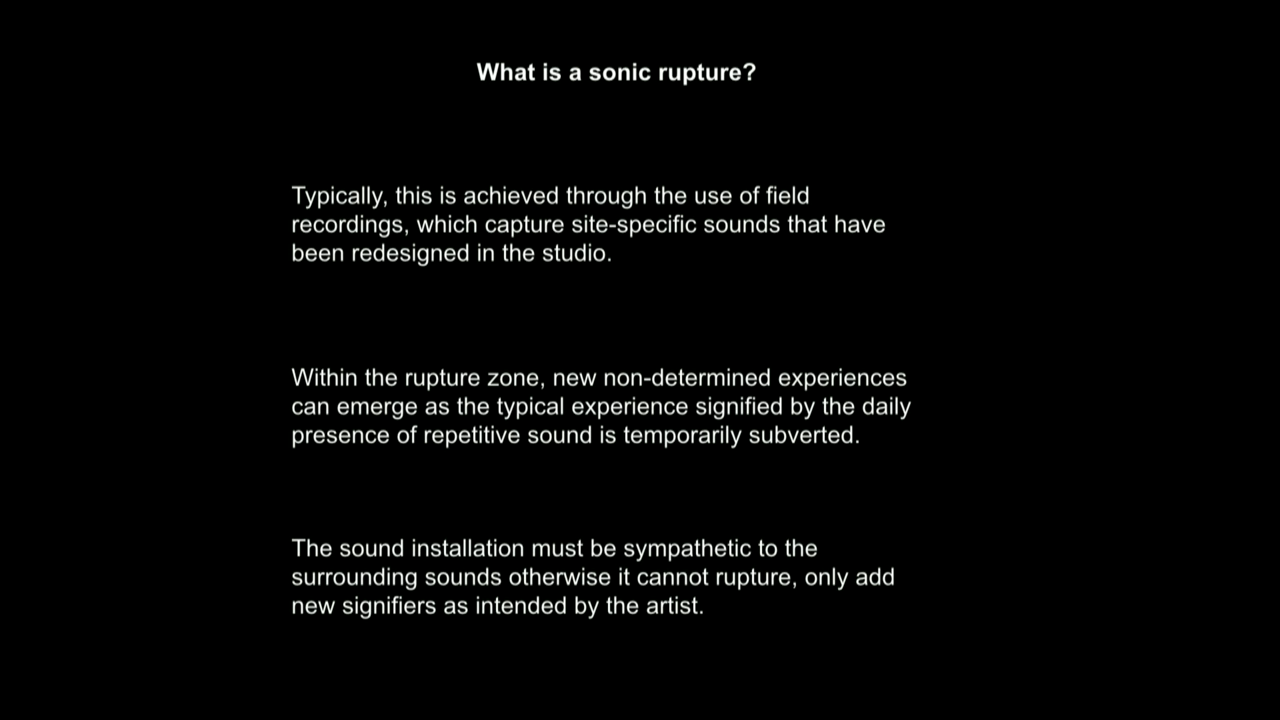 What is a sonic rupture?
Typically, this is achieved through the use of field
recordings, which capture site-specific sounds that have
been redesigned in the studio.
Within the rupture zone, new non-determined experiences
can emerge as the typical experience signified by the daily
presence of repetitive sound is temporarily subverted.
The sound installation must be sympathetic to the
surrounding sounds otherwise it cannot rupture, only add
new signifiers as intended by the artist.